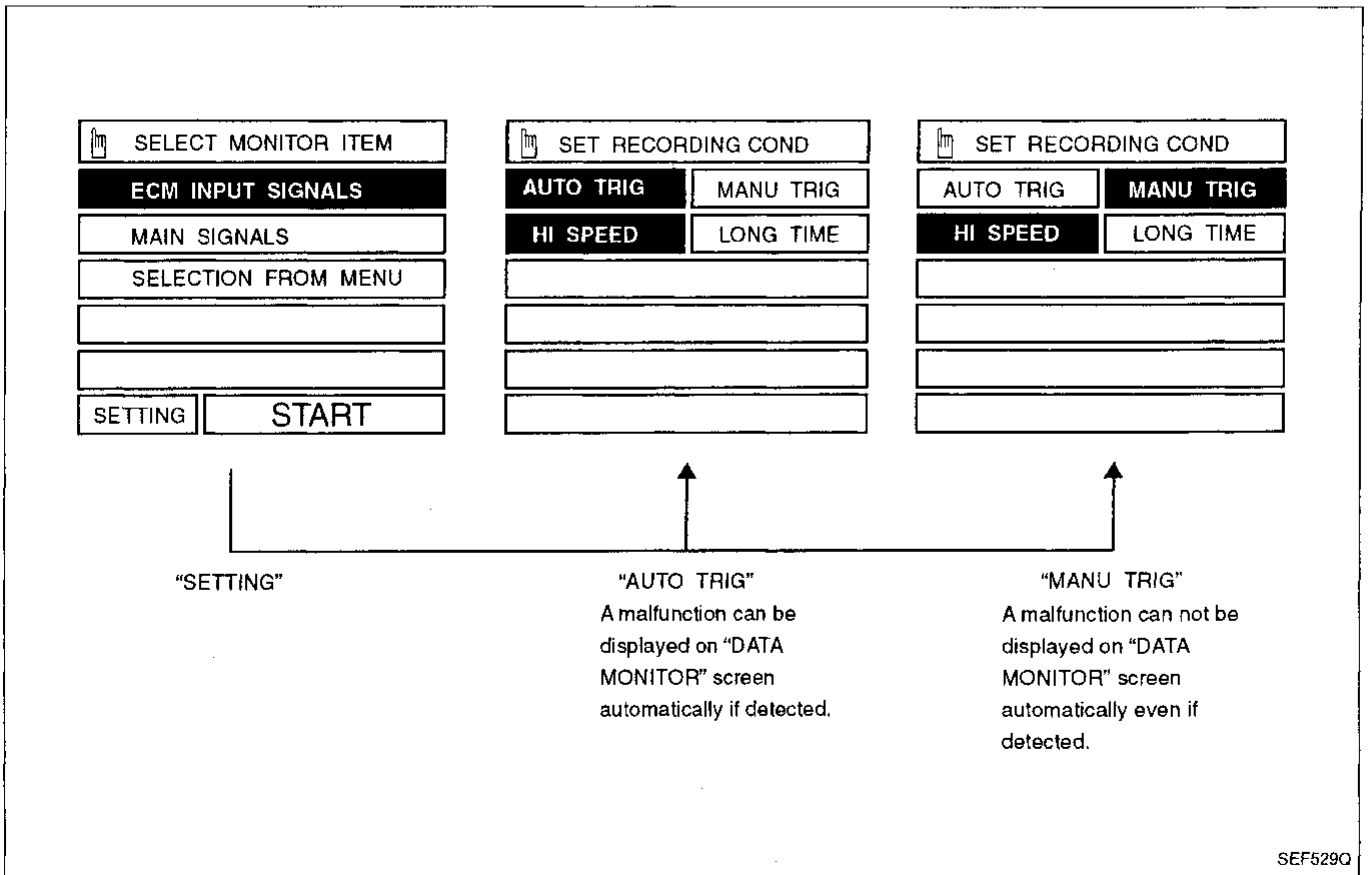 SELECT MONITOR ITEM
ECM INPUT SIGNALS
MAIN SIGNALS
SELECTION FROM MENU
SETTING START
SET RECORDING COND
AUTO TRIG MANU TRIG
HI SPEED LONG TIME
SET RECORDING COND
AUTO TRIG MANU TRIG
HI SPEED LONG TIME
"SETTING"
"AUTO TRIG"
A malfunction can be
displayed on "DATA
MONITOR" screen
automatically if detected.
"MANU TRIG"
A malfunction can not be
displayed on "DATA
MONITOR" screen
automatically even if
detected.
SEF529Q